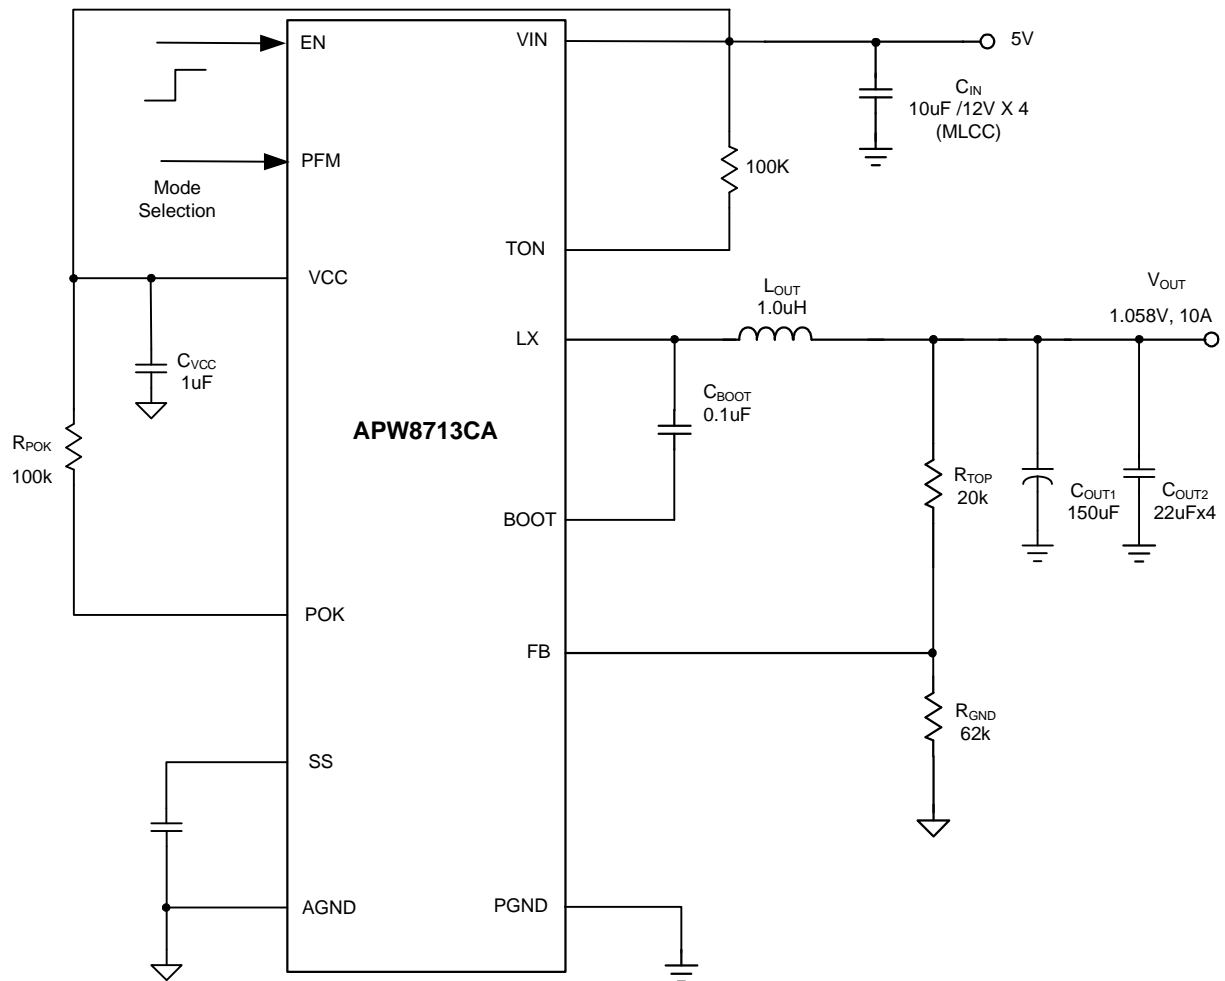 EN
VIN
5V
C_IN
10uF /12V X 4
(MLCC)
PFM
Mode
Selection
100K
TON
VCC
L_OUT
1.0uH
V_OUT
1.058V, 10A
LX
C_VCC
1uF
C_BOOT
0.1uF
APW8713CA
R_POK
100k
R_TOP
20k
C_OUT1
150uF
C_OUT2
22uFx4
BOOT
POK
FB
R_GND
62k
SS
AGND
PGND